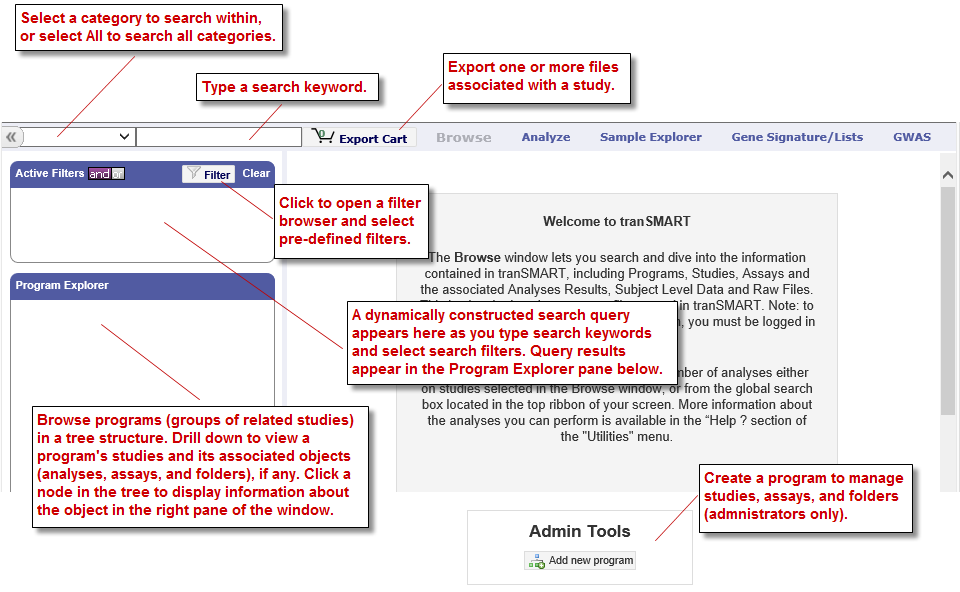 Select a category to search within,
or select All to search all categories.
Type a search keyword.
Export one or more files
associated with a study.
Export Cart
Browse
Analyze
Sample Explorer
Gene Signature/Lists
GWAS
Active Filters and or
Filter
Clear
Click to open a filter
browser and select
pre-defined filters.
Welcome to tranSMART
The Browse window lets you search and dive into the information
contained in tranSMART, including Programs, Studies, Assays and
the associated Analyses Results, Subject Level Data and Raw Files.
in tranSMART. Note: to
, you must be logged in
Program Explorer
A dynamically constructed search query
appears here as you type search keywords
and select search filters. Query results
appear in the Program Explorer pane below.
of analyses either
on studies selected in the Browse window, or from the global search
box located in the top ribbon of your screen. More information about
the analyses you can perform is available in the “Help ? section of
the "Utilities" menu.
Browse programs (groups of related studies)
in a tree structure. Drill down to view a
program's studies and its associated objects
(analyses, assays, and folders), if any. Click a
node in the tree to display information about
the object in the right pane of the window.
Create a program to manage
studies, assays, and folders
(admnistrators only).
Admin Tools
Add new program